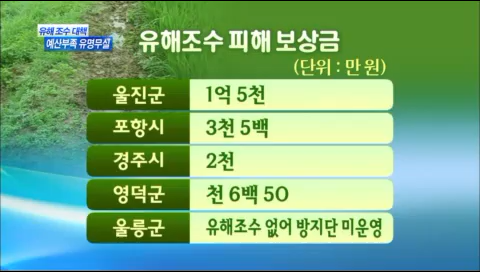 유해 조수 대책
예산부족 유명무실
유해조수 피해 보상금
(단위 : 만 원)
울진군 1억 5천
포항시 3천 5백
경주시 2천
영덕군 천 6백 50
울릉군 유해조수 없어 방지단 미운영